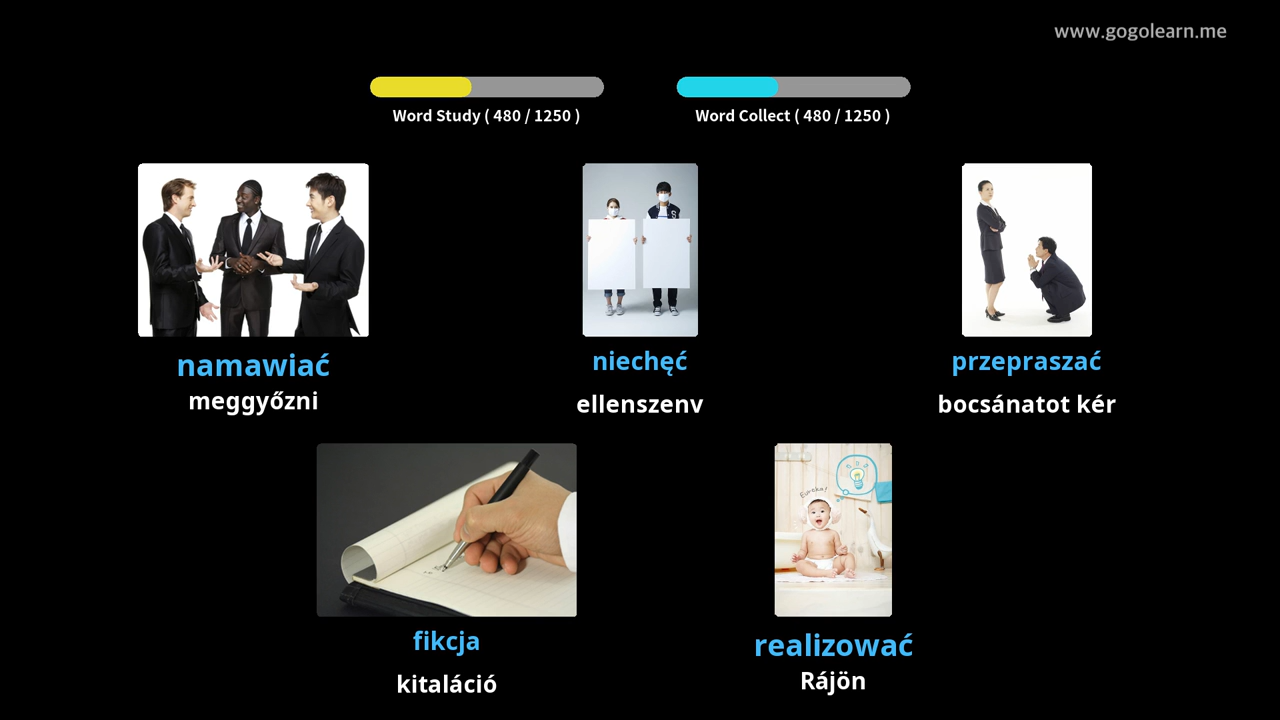 www.gogolearn.me
Word Study ( 480 / 1250 )
Word Collect ( 480 / 1250 )
namawiać
meggyőzni
niechęć
ellenszenv
przepraszać
bocsánatot kér
Eureka!
fikcja
kitaláció
realizować
Rájön